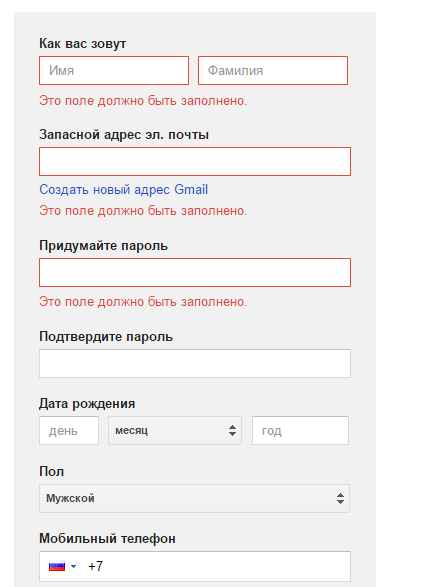 Как вас зовут
Имя Фамилия
Это поле должно быть заполнено.
Запасной адрес эл. почты
Создать новый адрес Gmail
Это поле должно быть заполнено.
Придумайте пароль
Это поле должно быть заполнено.
Подтвердите пароль
Дата рождения
день месяц год
Пол
Мужской
Мобильный телефон
+7